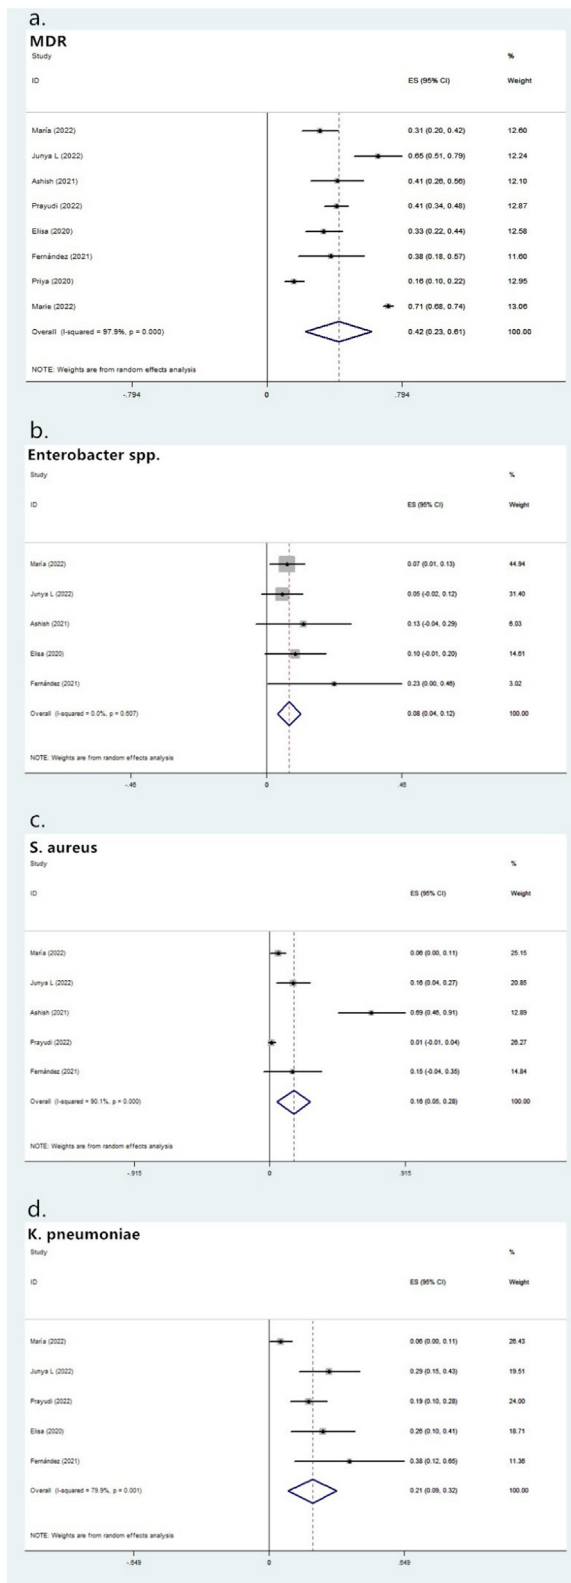 a.
MDR
Study %
ID ES (95% CI) Weight
María (2022) 0.31 (0.20, 0.42) 12.60
Junya L (2022) 0.65 (0.51, 0.79) 12.24
Ashish (2021) 0.41 (0.26, 0.56) 12.10
Prayudi (2022) 0.41 (0.34, 0.48) 12.87
Elisa (2020) 0.33 (0.22, 0.44) 12.58
Fernández (2021) 0.38 (0.18, 0.57) 11.60
Priya (2020) 0.16 (0.10, 0.22) 12.95
Marie (2022) 0.71 (0.68, 0.74) 13.06
Overall (I-squared = 97.9%, p = 0.000) 0.42 (0.23, 0.61) 100.00
NOTE: Weights are from random effects analysis
-.794 0 .794
b.
Enterobacter spp.
Study %
ID ES (95% CI) Weight
María (2022) 0.07 (0.01, 0.13) 44.94
Junya L (2022) 0.05 (-0.02, 0.12) 31.40
Ashish (2021) 0.13 (-0.04, 0.29) 6.03
Elisa (2020) 0.10 (-0.01, 0.20) 14.61
Fernández (2021) 0.23 (0.00, 0.46) 3.02
Overall (I-squared = 0.0%, p = 0.607) 0.08 (0.04, 0.12) 100.00
NOTE: Weights are from random effects analysis
-.46 0 .46
c.
S. aureus
Study %
ID ES (95% CI) Weight
María (2022) 0.06 (0.00, 0.11) 25.15
Junya L (2022) 0.16 (0.04, 0.27) 20.85
Ashish (2021) 0.69 (0.46, 0.91) 12.89
Prayudi (2022) 0.01 (-0.01, 0.04) 26.27
Fernández (2021) 0.15 (-0.04, 0.35) 14.84
Overall (I-squared = 90.1%, p = 0.000) 0.16 (0.05, 0.28) 100.00
NOTE: Weights are from random effects analysis
-.915 0 .915
d.
K. pneumoniae
Study %
ID ES (95% CI) Weight
María (2022) 0.06 (0.00, 0.11) 26.43
Junya L (2022) 0.29 (0.15, 0.43) 19.51
Prayudi (2022) 0.19 (0.10, 0.28) 24.00
Elisa (2020) 0.26 (0.10, 0.41) 18.71
Fernández (2021) 0.38 (0.12, 0.65) 11.36
Overall (I-squared = 79.9%, p = 0.001) 0.21 (0.09, 0.32) 100.00
NOTE: Weights are from random effects analysis
-.649 0 .649